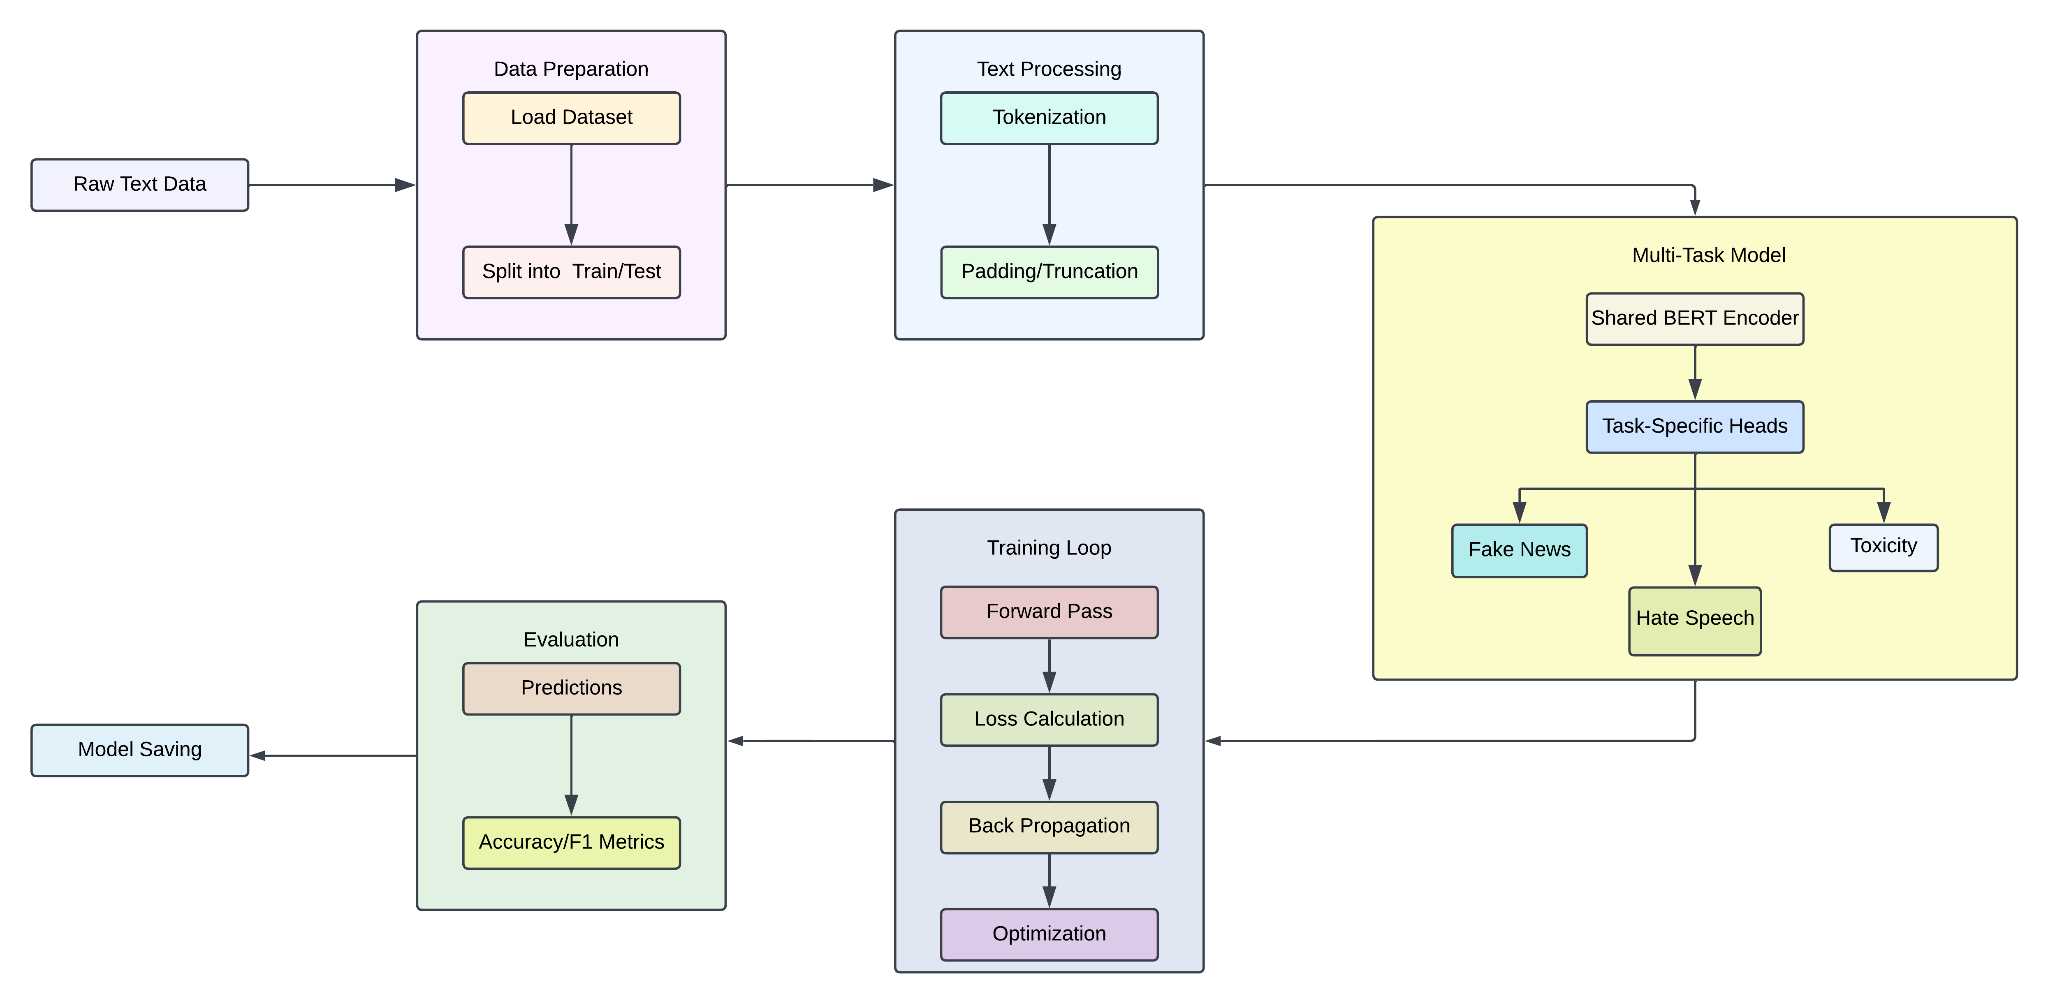 Raw Text Data
Data Preparation
Load Dataset
Split into  Train/Test
Text Processing
Tokenization
Padding/Truncation
Multi-Task Model
Shared BERT Encoder
Task-Specific Heads
Fake News
Toxicity
Hate Speech
Training Loop
Forward Pass
Loss Calculation
Back Propagation
Optimization
Evaluation
Predictions
Accuracy/F1 Metrics
Model Saving